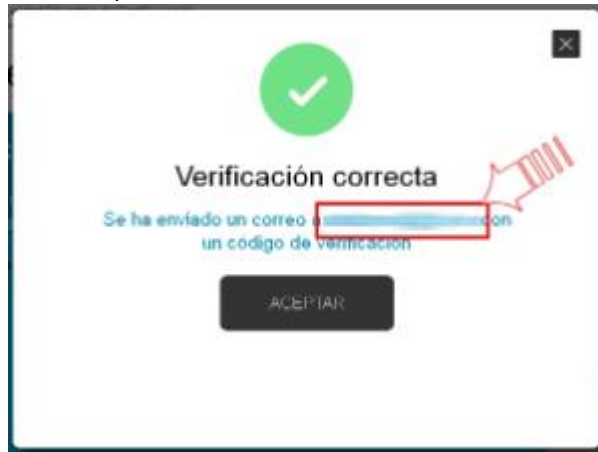 Verificación correcta
Se ha enviado un correo a con
un código de verificación
ACEPTAR